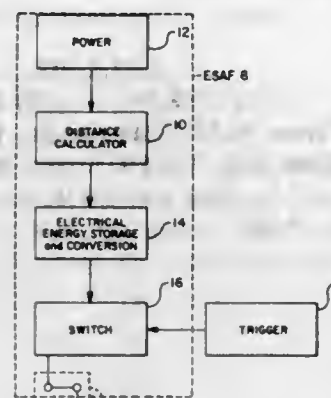 POWER
12
ESAF 8
DISTANCE
CALCULATOR
10
ELECTRICAL
ENERGY STORAGE
and CONVERSION
14
16
SWITCH
TRIGGER